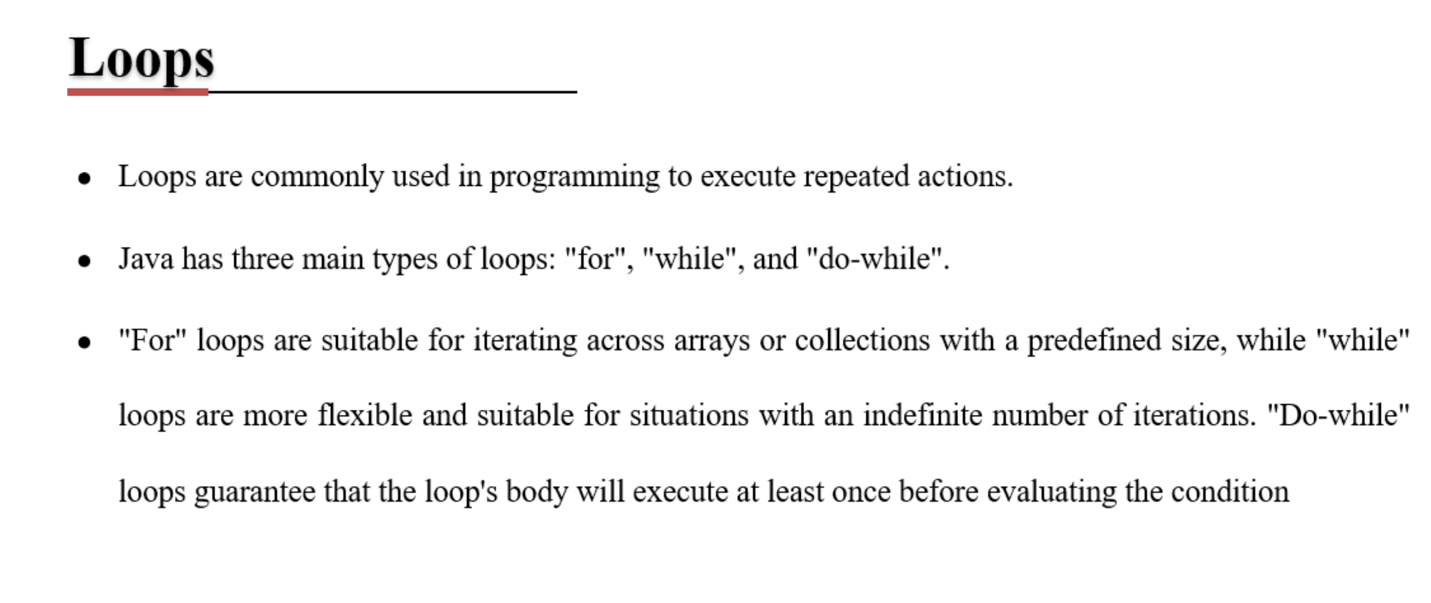 Loops
● Loops are commonly used in programming to execute repeated actions.
● Java has three main types of loops: "for", "while", and "do-while".
● "For" loops are suitable for iterating across arrays or collections with a predefined size, while "while"
loops are more flexible and suitable for situations with an indefinite number of iterations. "Do-while"
loops guarantee that the loop's body will execute at least once before evaluating the condition